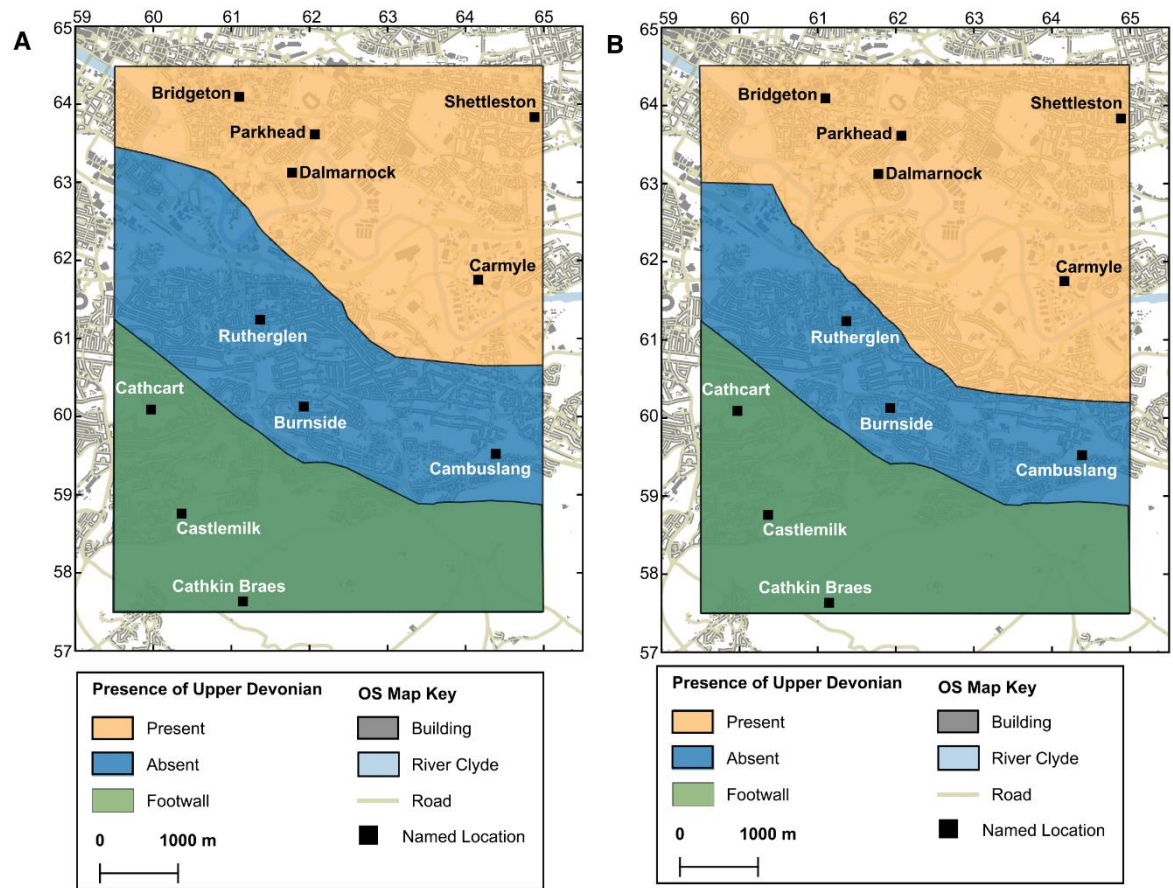 A
59 60 61 62 63 64 65
65
64
63
62
61
60
59
58
57
Bridgeton
Shettleston
Parkhead
Dalmarnock
Carmyle
Rutherglen
Cathcart
Burnside
Cambuslang
Castlemilk
Cathkin Braes
Presence of Upper Devonian
Present
Absent
Footwall
0 1000 m
OS Map Key
Building
River Clyde
Road
Named Location
B
59 60 61 62 63 64 65
65
64
63
62
61
60
59
58
57
Bridgeton
Shettleston
Parkhead
Dalmarnock
Carmyle
Rutherglen
Cathcart
Burnside
Cambuslang
Castlemilk
Cathkin Braes
Presence of Upper Devonian
Present
Absent
Footwall
0 1000 m
OS Map Key
Building
River Clyde
Road
Named Location